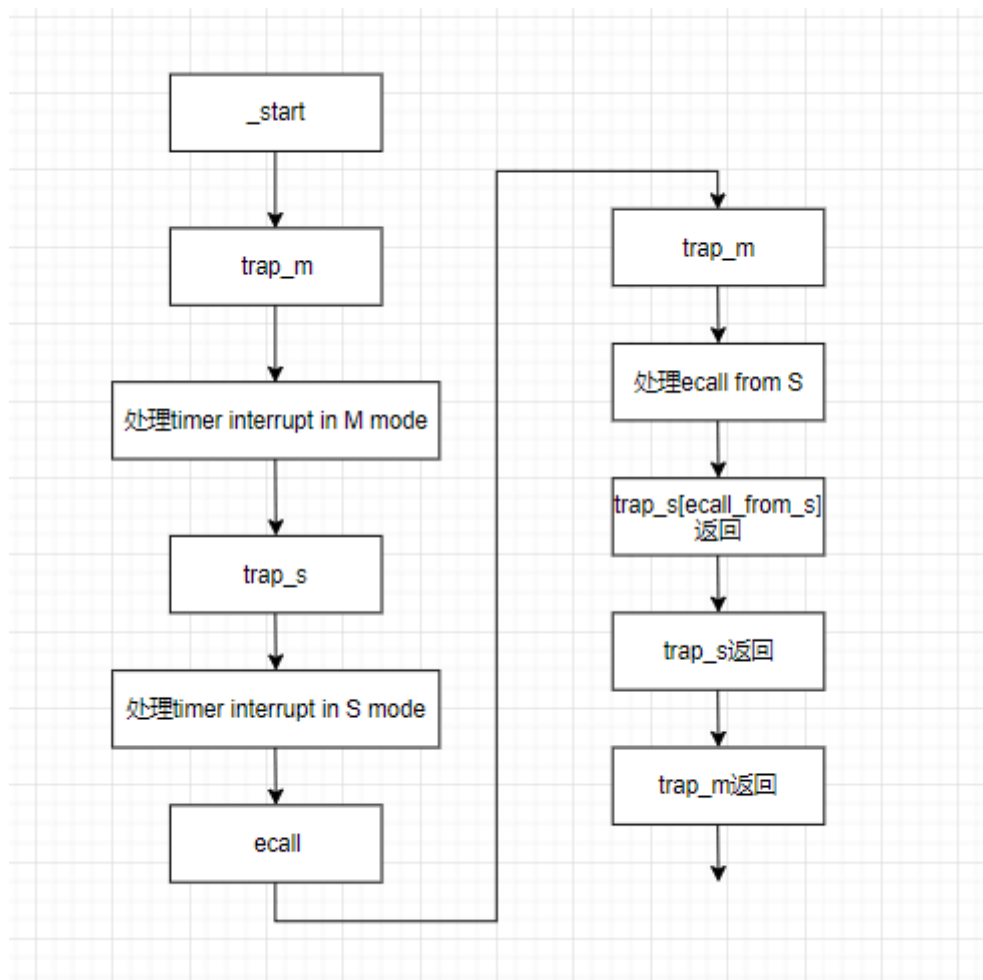 _start
trap_m
处理timer interrupt in M mode
trap_s
处理timer interrupt in S mode
ecall
trap_m
处理ecall from S
trap_s[ecall_from_s]
返回
trap_s返回
trap_m返回